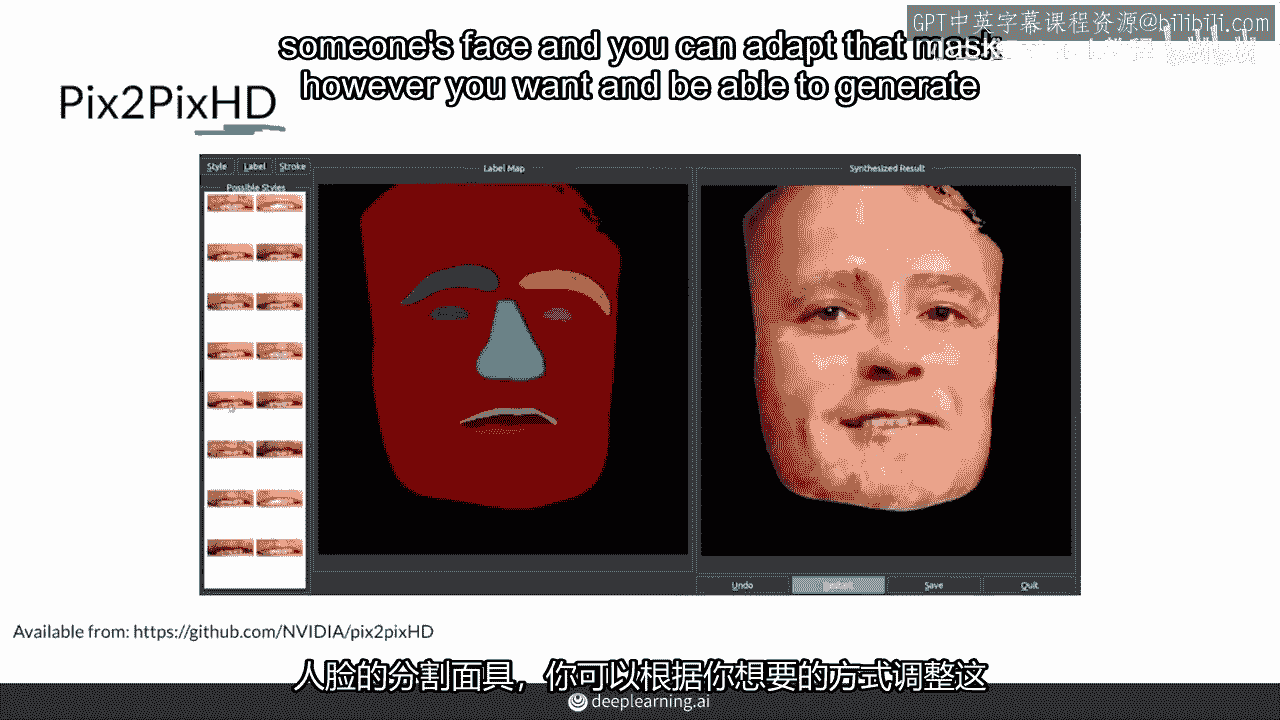 GPT中英字幕课程资源@bilibili.com
someone's face and you can adapt that mask
however you want and be able to generate
Pix2PixHD
Style Label Stroke
Label Map
Synthesized Result
Possible Styles
Undo
Save
Quit
Available from: https://github.com/NVIDIA/pix2pixHD
人脸的分割面具，你可以根据你想要的方式调整这
deeplearning.ai